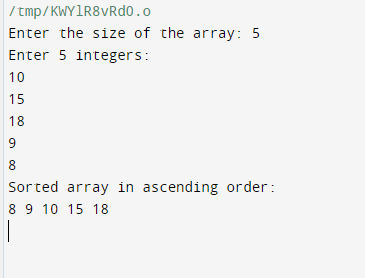 /tmp/KWYlR8vRdO.o
Enter the size of the array: 5
Enter 5 integers:
10
15
18
9
8
Sorted array in ascending order:
8 9 10 15 18